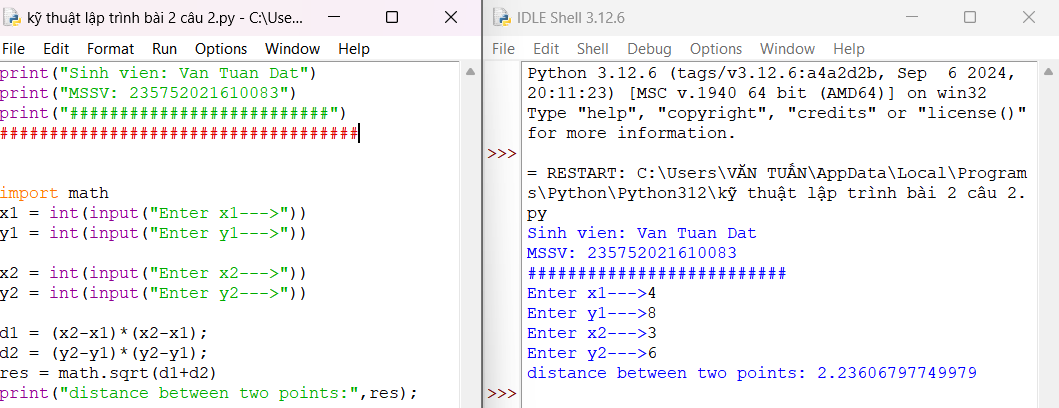 kỹ thuật lập trình bài 2 câu 2.py - C:\Use...
File Edit Format Run Options Window Help
print("Sinh vien: Van Tuan Dat")
print("MSSV: 235752021610083")
print("##########################")
####################################
import math
x1 = int(input("Enter x1--->"))
y1 = int(input("Enter y1--->"))
x2 = int(input("Enter x2--->"))
y2 = int(input("Enter y2--->"))
d1 = (x2-x1)*(x2-x1);
d2 = (y2-y1)*(y2-y1);
res = math.sqrt(d1+d2)
print("distance between two points:",res);
IDLE Shell 3.12.6
File Edit Shell Debug Options Window Help
Python 3.12.6 (tags/v3.12.6:a4a2d2b, Sep  6 2024,
20:11:23) [MSC v.1940 64 bit (AMD64)] on win32
Type "help", "copyright", "credits" or "license()"
for more information.
>>>
= RESTART: C:\Users\VĂN TUẤN\AppData\Local\Program
s\Python\Python312\kỹ thuật lập trình bài 2 câu 2.
py
Sinh vien: Van Tuan Dat
MSSV: 235752021610083
##########################
Enter x1--->4
Enter y1--->8
Enter x2--->3
Enter y2--->6
distance between two points: 2.23606797749979
>>>